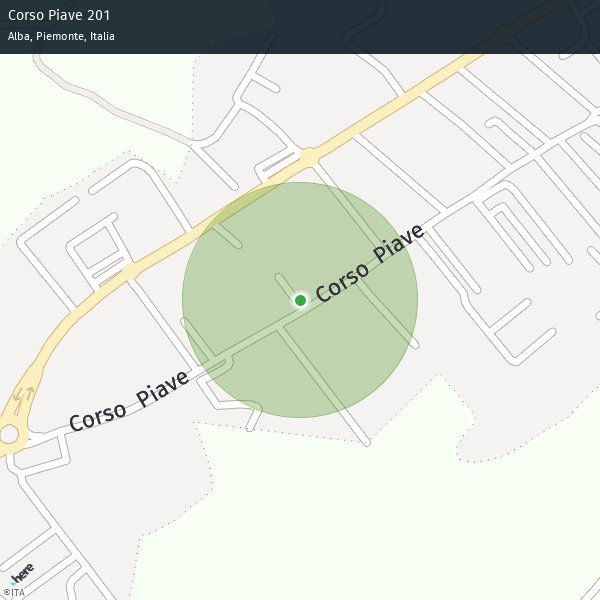 Corso Piave 201
Alba, Piemonte, Italia
Corso Piave
Corso Piave
here
©ITA